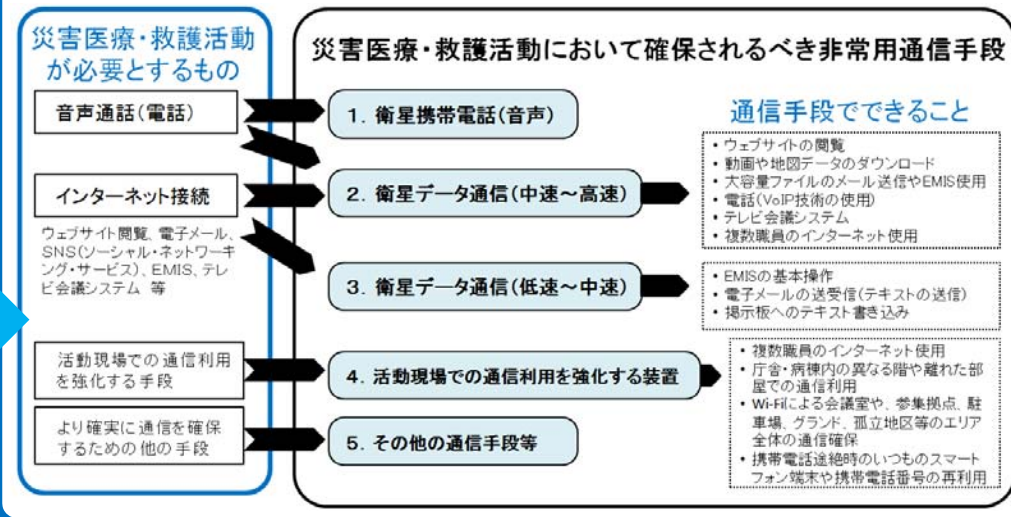 災害医療・救護活動
が必要とするもの
音声通話(電話)
インターネット接続
ウェブサイト閲覧、電子メール、
SNS(ソーシャル・ネットワーキ
ング・サービス)、EMIS、テレ
ビ会議システム 等
活動現場での通信利用
を強化する手段
より確実に通信を確保
するための他の手段
災害医療・救護活動において確保されるべき非常用通信手段
1. 衛星携帯電話(音声)
2. 衛星データ通信(中速～高速)
3. 衛星データ通信(低速～中速)
4. 活動現場での通信利用を強化する装置
5. その他の通信手段等
通信手段でできること
・ウェブサイトの閲覧
・動画や地図データのダウンロード
・大容量ファイルのメール送信やEMIS使用
・電話(VoIP技術の使用)
・テレビ会議システム
・複数職員のインターネット使用
・EMISの基本操作
・電子メールの送受信(テキストの送信)
・掲示板へのテキスト書き込み
・複数職員のインターネット使用
・庁舎・病棟内の異なる階や離れた部
屋での通信利用
・Wi-Fiによる会議室や、参集拠点、駐
車場、グランド、孤立地区等のエリア
全体の通信確保
・携帯電話途絶時のいつものスマート
フォン端末や携帯電話番号の再利用